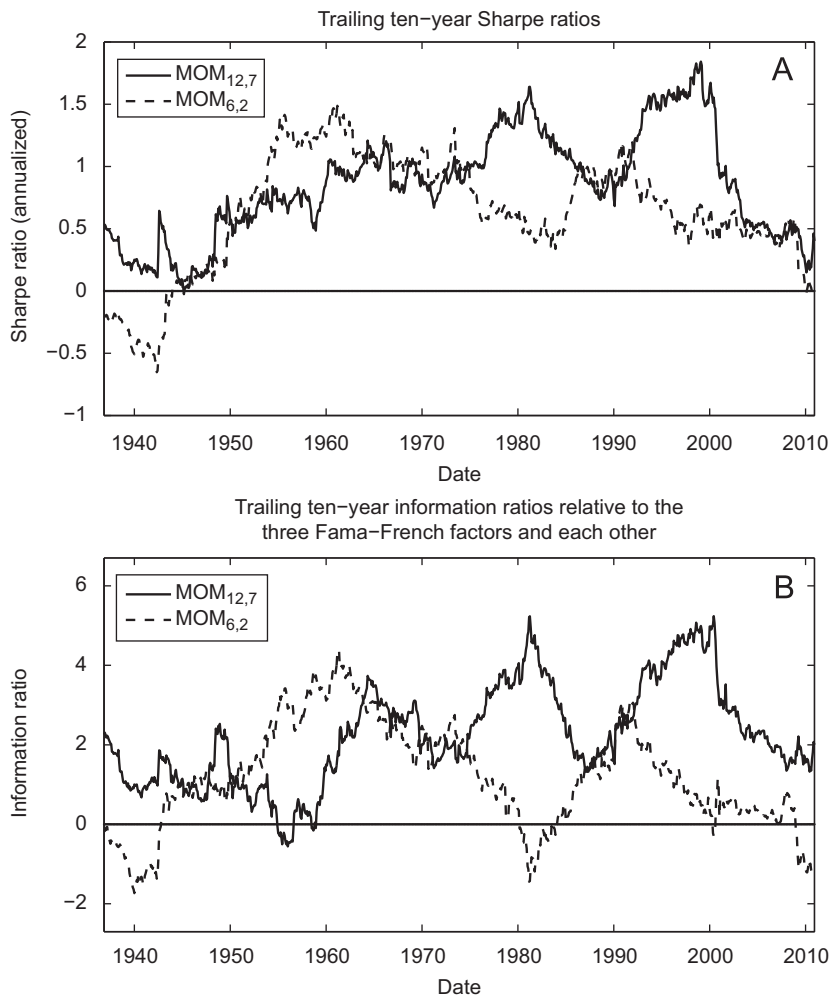 Trailing ten−year Sharpe ratios
2
1.5
1
0.5
0
−0.5
−1
Sharpe ratio (annualized)
MOM12,7
MOM6,2
A
1940 1950 1960 1970 1980 1990 2000 2010
Date
Trailing ten−year information ratios relative to the
three Fama−French factors and each other
6
4
2
0
−2
Information ratio
MOM12,7
MOM6,2
B
1940 1950 1960 1970 1980 1990 2000 2010
Date